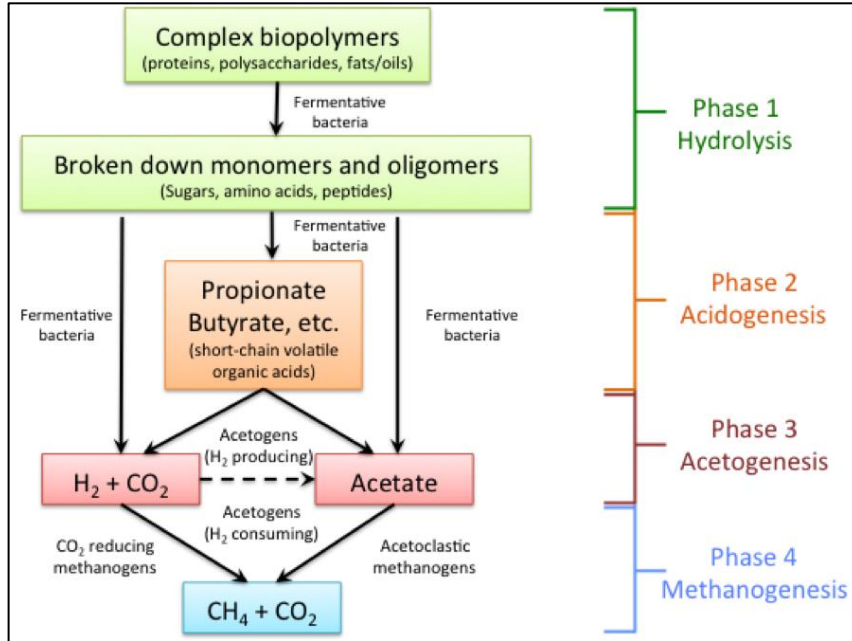 Complex biopolymers
(proteins, polysaccharides, fats/oils)
Fermentative
bacteria
Phase 1
Hydrolysis
Broken down monomers and oligomers
(Sugars, amino acids, peptides)
Fermentative
bacteria
Propionate
Butyrate, etc.
(short-chain volatile
organic acids)
Fermentative
bacteria
Fermentative
bacteria
Phase 2
Acidogenesis
Acetogens
(H₂ producing)
H₂ + CO₂
Acetate
Phase 3
Acetogenesis
Acetogens
(H₂ consuming)
CO₂ reducing
methanogens
Acetoclastic
methanogens
CH₄ + CO₂
Phase 4
Methanogenesis